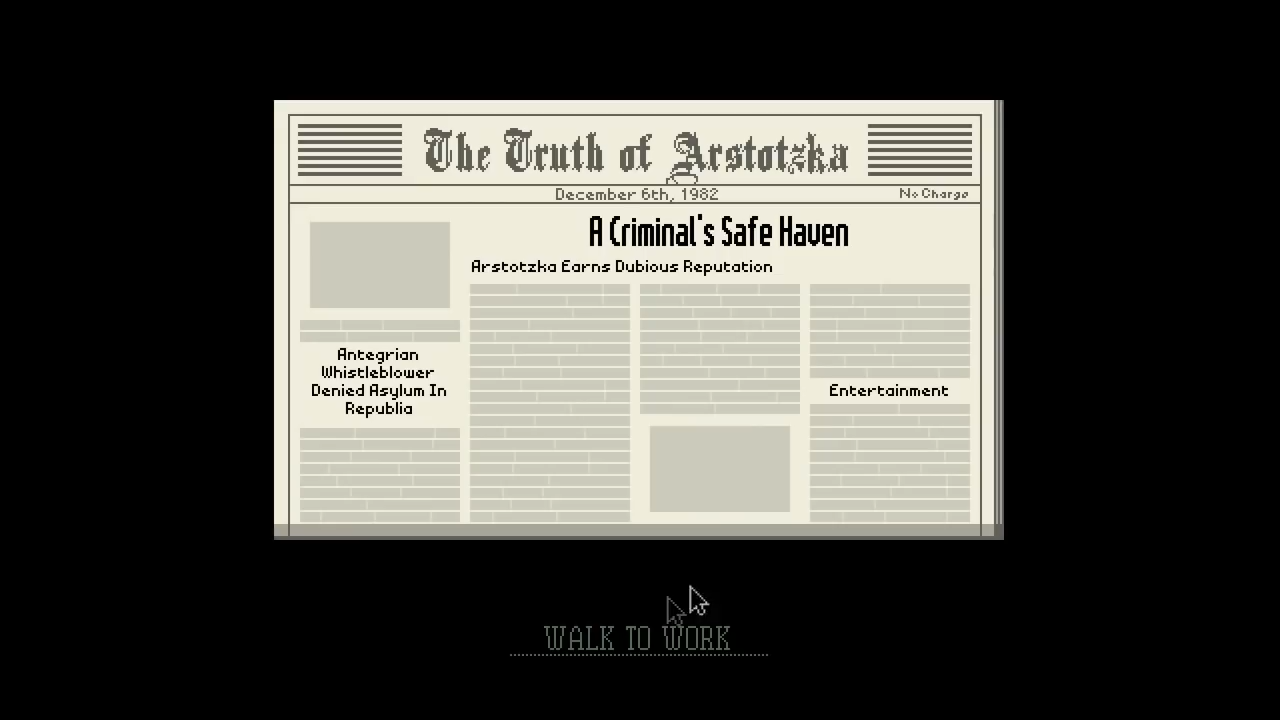 The Truth of Arstotzka
December 6th, 1982
No Charge
A Criminal's Safe Haven
Arstotzka Earns Dubious Reputation
Antegrian
Whistleblower
Denied Asylum In
Republia
Entertainment
WALK TO WORK